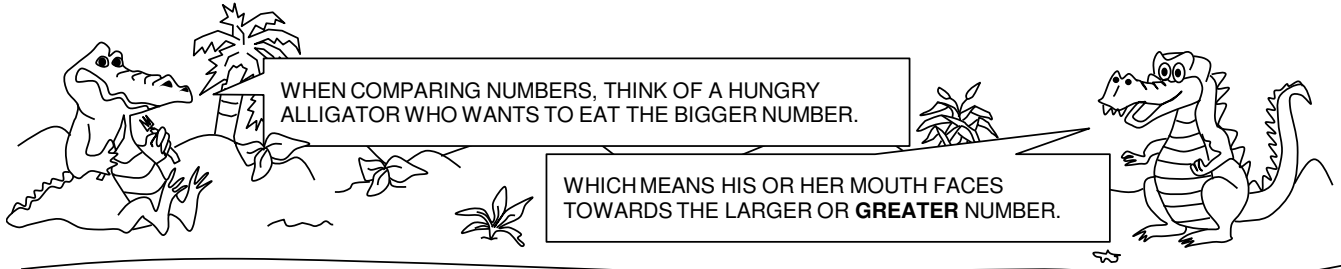 WHEN COMPARING NUMBERS, THINK OF A HUNGRY
ALLIGATOR WHO WANTS TO EAT THE BIGGER NUMBER.
WHICH MEANS HIS OR HER MOUTH FACES
TOWARDS THE LARGER OR GREATER NUMBER.